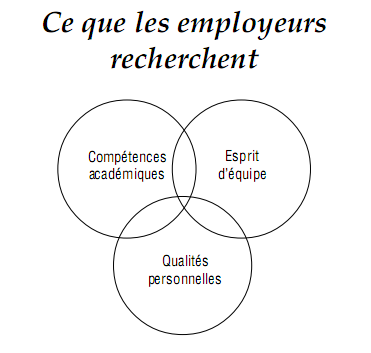 Ce que les employeurs
recherchent
Compétences
académiques
Esprit
d'équipe
Qualités
personnelles